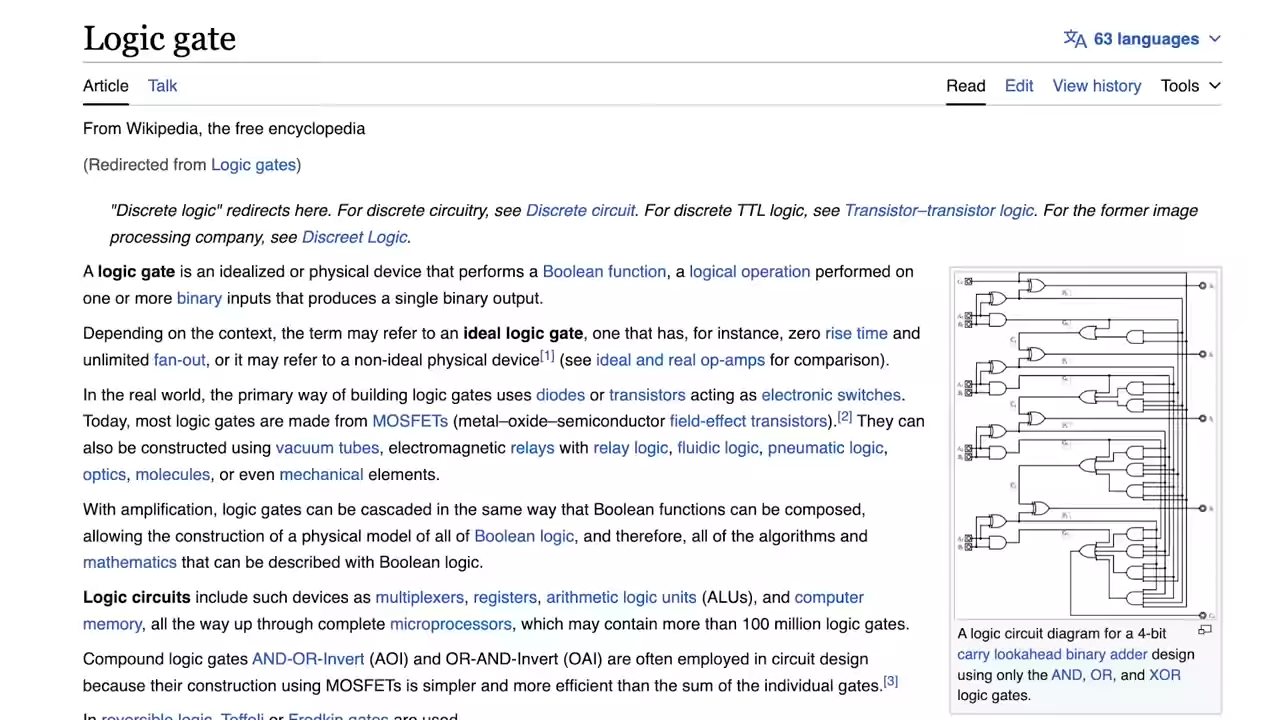 Logic gate
63 languages
Article Talk Read Edit View history Tools
From Wikipedia, the free encyclopedia
(Redirected from Logic gates)
"Discrete logic" redirects here. For discrete circuitry, see Discrete circuit. For discrete TTL logic, see Transistor–transistor logic. For the former image
processing company, see Discreet Logic.
A logic gate is an idealized or physical device that performs a Boolean function, a logical operation performed on
one or more binary inputs that produces a single binary output.
Depending on the context, the term may refer to an ideal logic gate, one that has, for instance, zero rise time and
unlimited fan-out, or it may refer to a non-ideal physical device[1] (see ideal and real op-amps for comparison).
In the real world, the primary way of building logic gates uses diodes or transistors acting as electronic switches.
Today, most logic gates are made from MOSFETs (metal–oxide–semiconductor field-effect transistors).[2] They can
also be constructed using vacuum tubes, electromagnetic relays with relay logic, fluidic logic, pneumatic logic,
optics, molecules, or even mechanical elements.
With amplification, logic gates can be cascaded in the same way that Boolean functions can be composed,
allowing the construction of a physical model of all of Boolean logic, and therefore, all of the algorithms and
mathematics that can be described with Boolean logic.
Logic circuits include such devices as multiplexers, registers, arithmetic logic units (ALUs), and computer
memory, all the way up through complete microprocessors, which may contain more than 100 million logic gates.
Compound logic gates AND-OR-Invert (AOI) and OR-AND-Invert (OAI) are often employed in circuit design
because their construction using MOSFETs is simpler and more efficient than the sum of the individual gates.[3]
In reversible logic, Toffoli or Fredkin gates are used
A logic circuit diagram for a 4-bit
carry lookahead binary adder design
using only the AND, OR, and XOR
logic gates.